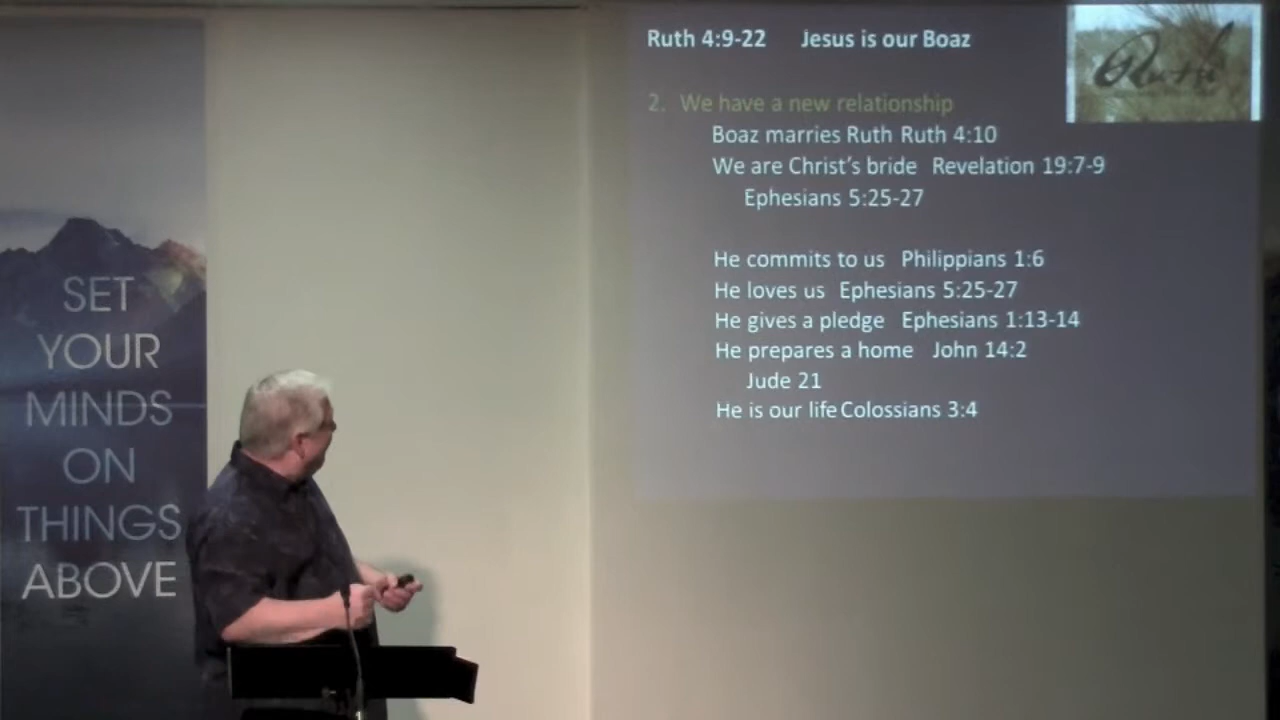 SET
YOUR
MINDS
ON
THINGS
ABOVE
Ruth 4:9-22 Jesus is our Boaz
Ruth
2. We have a new relationship
Boaz marries Ruth Ruth 4:10
We are Christ's bride Revelation 19:7-9
Ephesians 5:25-27
He commits to us Philippians 1:6
He loves us Ephesians 5:25-27
He gives a pledge Ephesians 1:13-14
He prepares a home John 14:2
Jude 21
He is our life Colossians 3:4